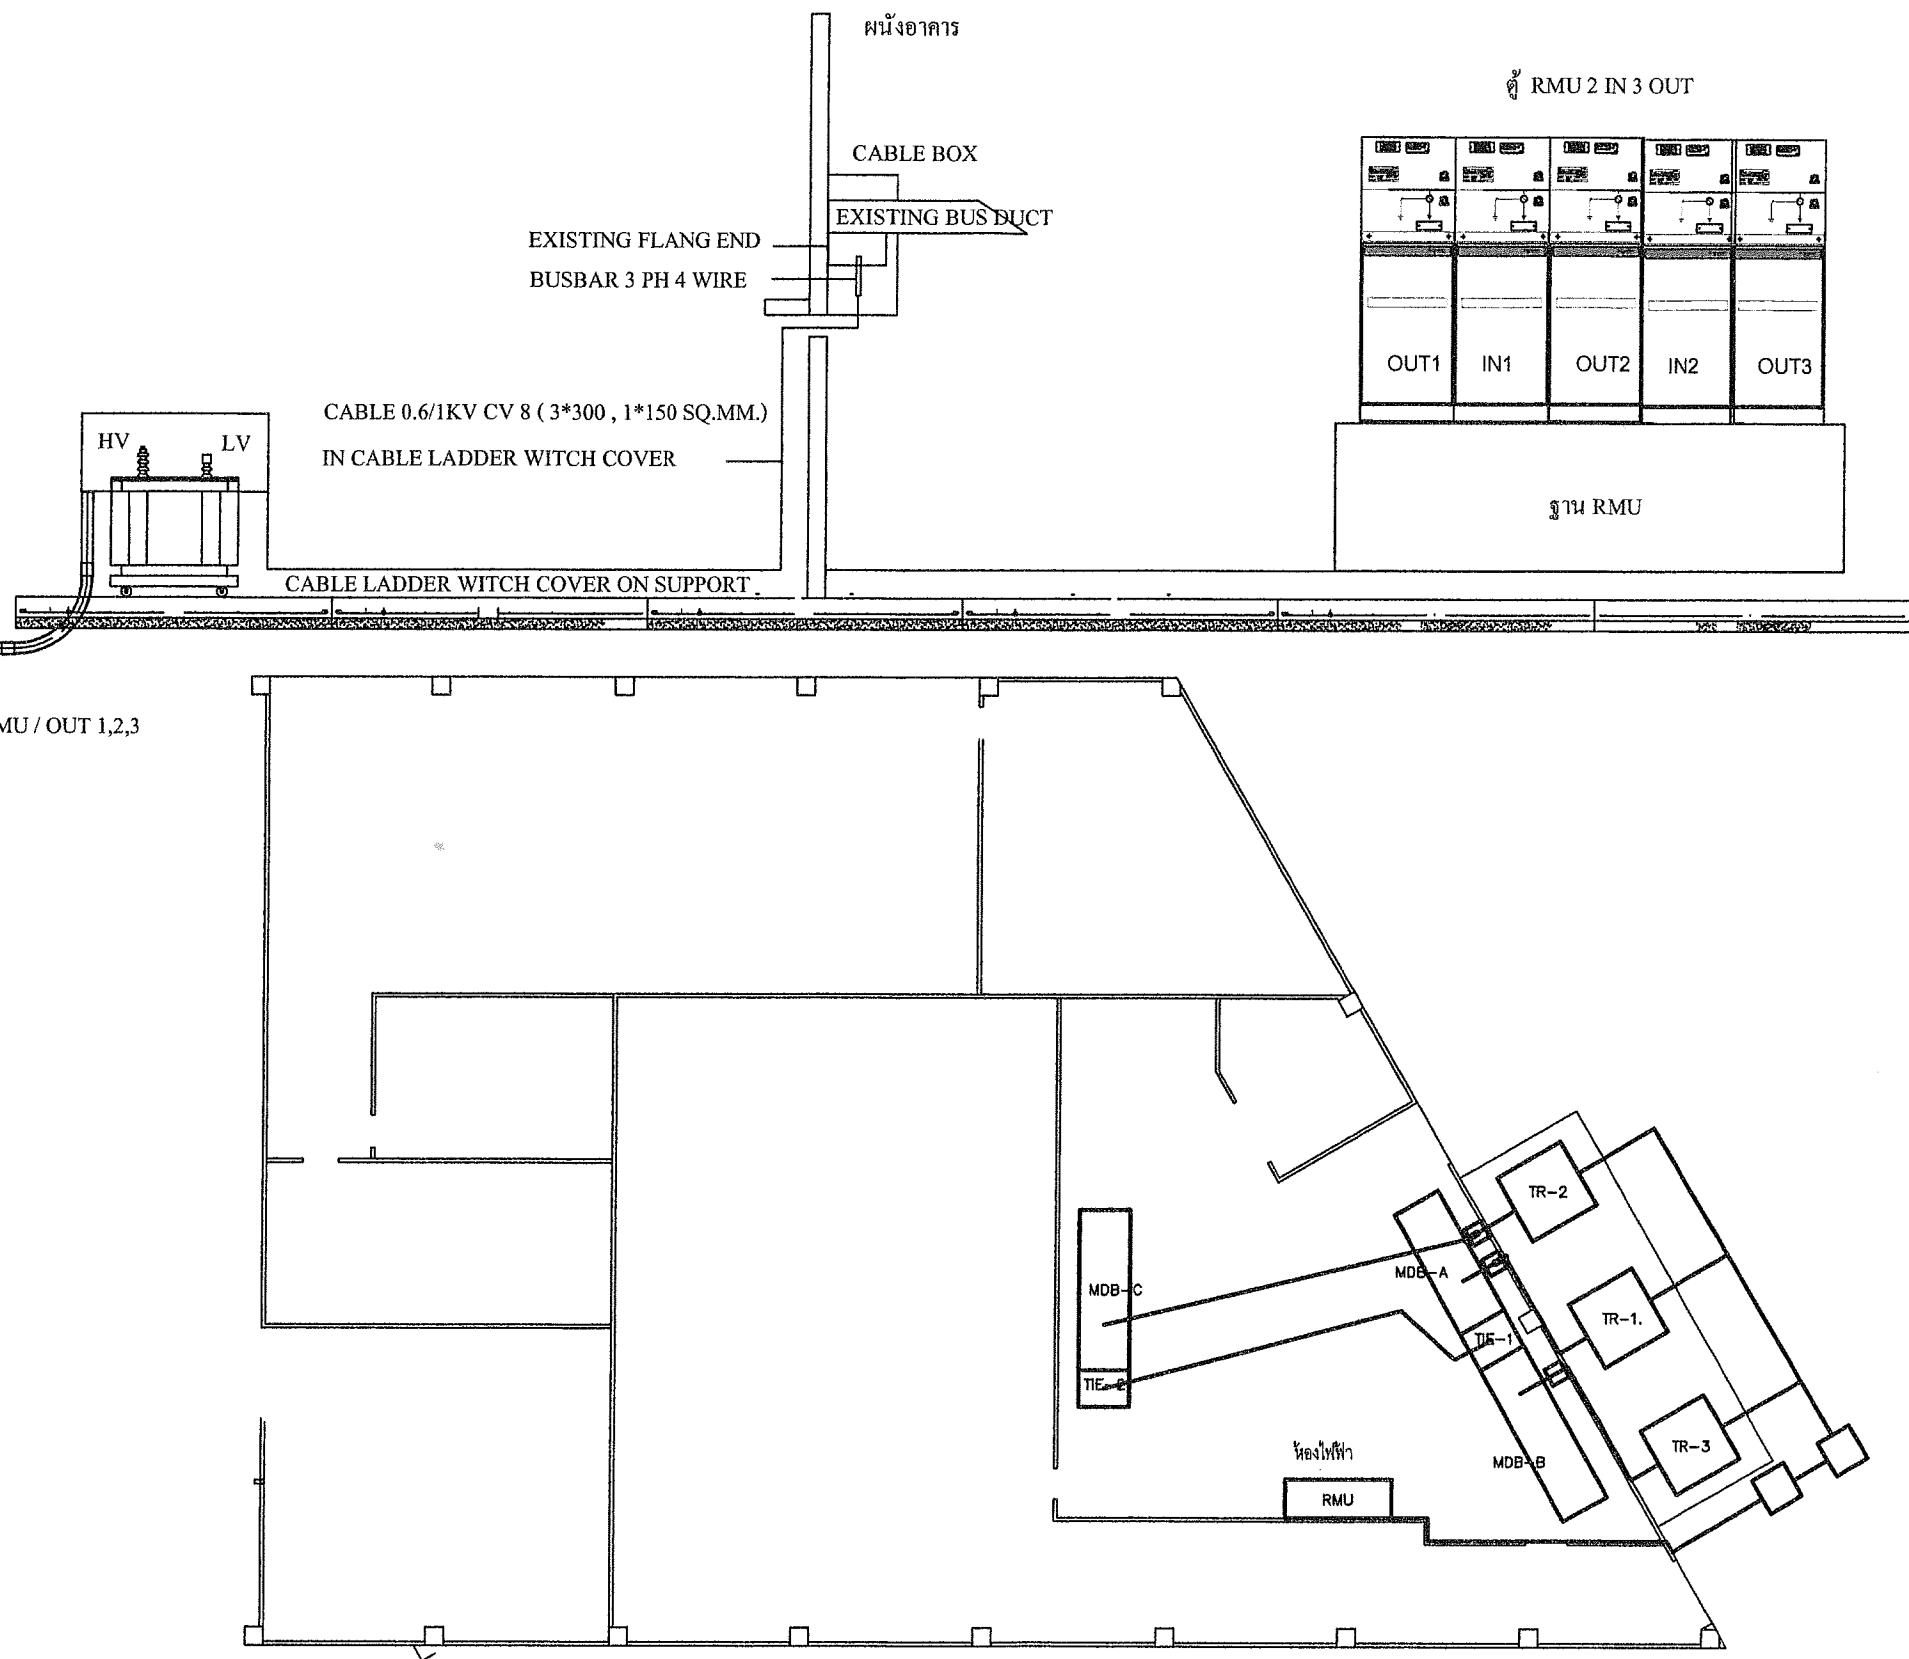 ผนังอาคาร
ตู้ RMU 2 IN 3 OUT
CABLE BOX
EXISTING BUS DUCT
EXISTING FLANG END
BUSBAR 3 PH 4 WIRE
OUT1
IN1
OUT2
IN2
OUT3
CABLE 0.6/1KV CV 8 ( 3*300 , 1*150 SQ.MM.)
HV
LV
IN CABLE LADDER WITCH COVER
ฐาน RMU
CABLE LADDER WITCH COVER ON SUPPORT
MU / OUT 1,2,3
TR-2
MDB-A
MDB-C
TR-1.
TIE-1
TIE-2
TR-3
ห้องไฟฟ้า
MDB-B
RMU